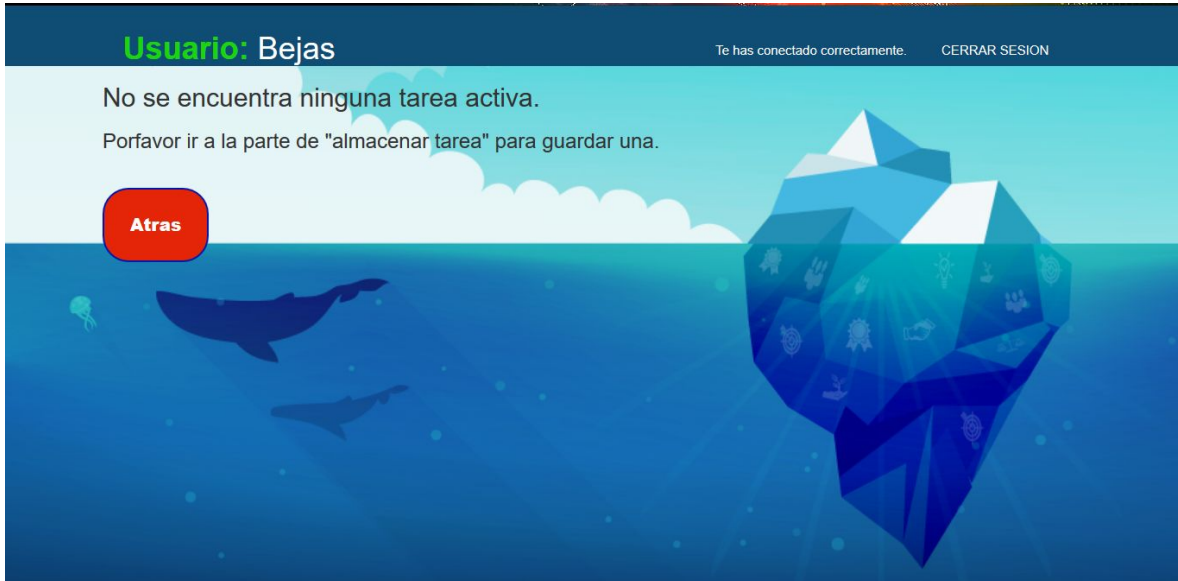 Usuario: Bejas
Te has conectado correctamente.
CERRAR SESION
No se encuentra ninguna tarea activa.
Porfavor ir a la parte de "almacenar tarea" para guardar una.
Atras